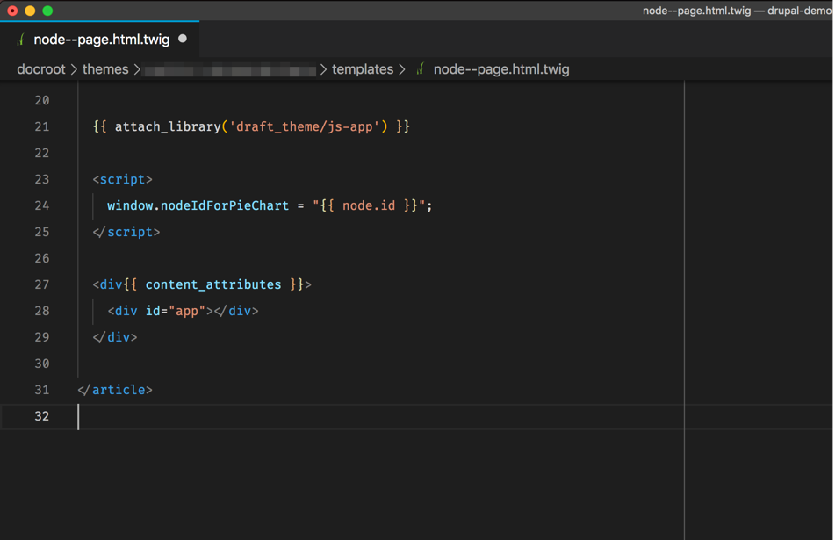 node--page.html.twig — drupal-demo
node--page.html.twig
docroot > themes > > templates > node--page.html.twig
20
21 {{ attach_library('draft_theme/js-app') }}
22
23 <script>
24 window.nodeIdForPieChart = "{{ node.id }}";
25 </script>
26
27 <div{{ content_attributes }}>
28 <div id="app"></div>
29 </div>
30
31 </article>
32